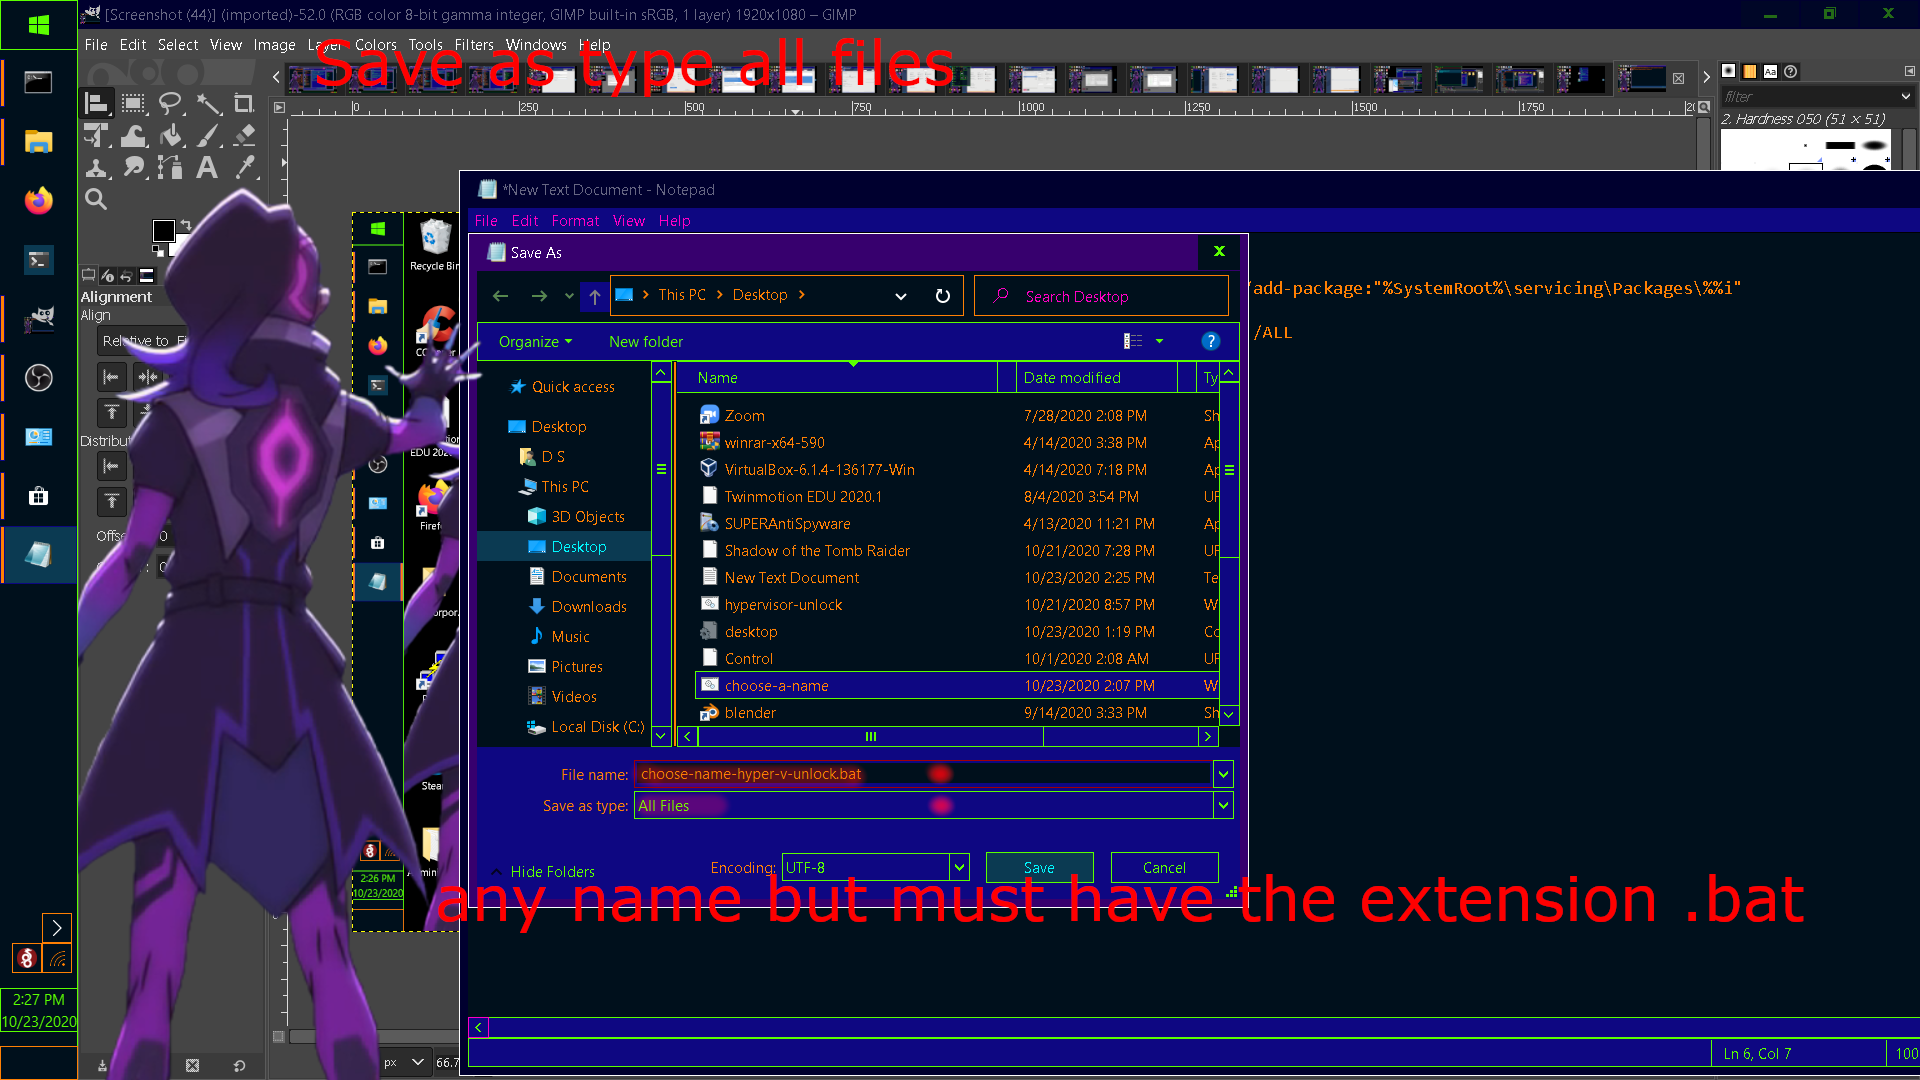 [Screenshot (44)] (imported)-52.0 (RGB color 8-bit gamma integer, GIMP built-in sRGB, 1 layer) 1920x1080 – GIMP
File Edit Select View Image Layer Colors Tools Filters Windows Help
Save as type all files
filter
0 250 500 750 1000 1250 1500 1750
2. Hardness 050 (51 × 51)
*New Text Document - Notepad
File Edit Format View Help
Save As
Recycle Bin
This PC > Desktop >
Search Desktop
/add-package:"%SystemRoot%\servicing\Packages\%%i"
/ALL
Alignment
Align
Relative to
Organize
New folder
Name
Date modified
Ty
Quick access
Desktop
D S
This PC
3D Objects
Desktop
Documents
Downloads
Music
Pictures
Videos
Local Disk (C:)
Zoom 7/28/2020 2:08 PM Sh
winrar-x64-590 4/14/2020 3:38 PM Ap
VirtualBox-6.1.4-136177-Win 4/14/2020 7:18 PM Ap
Twinmotion EDU 2020.1 8/4/2020 3:54 PM UR
SUPERAntiSpyware 4/13/2020 11:21 PM Ap
Shadow of the Tomb Raider 10/21/2020 7:28 PM UR
New Text Document 10/23/2020 2:25 PM Te
hypervisor-unlock 10/21/2020 8:57 PM W
desktop 10/23/2020 1:19 PM Co
Control 10/1/2020 2:08 AM UR
choose-a-name 10/23/2020 2:07 PM W
blender 9/14/2020 3:33 PM Sh
File name: choose-name-hyper-v-unlock.bat
Save as type: All Files
Hide Folders
Encoding: UTF-8
Save
Cancel
any name but must have the extension .bat
2:26 PM
10/23/2020
2:27 PM
10/23/2020
px
66.7
Ln 6, Col 7
100